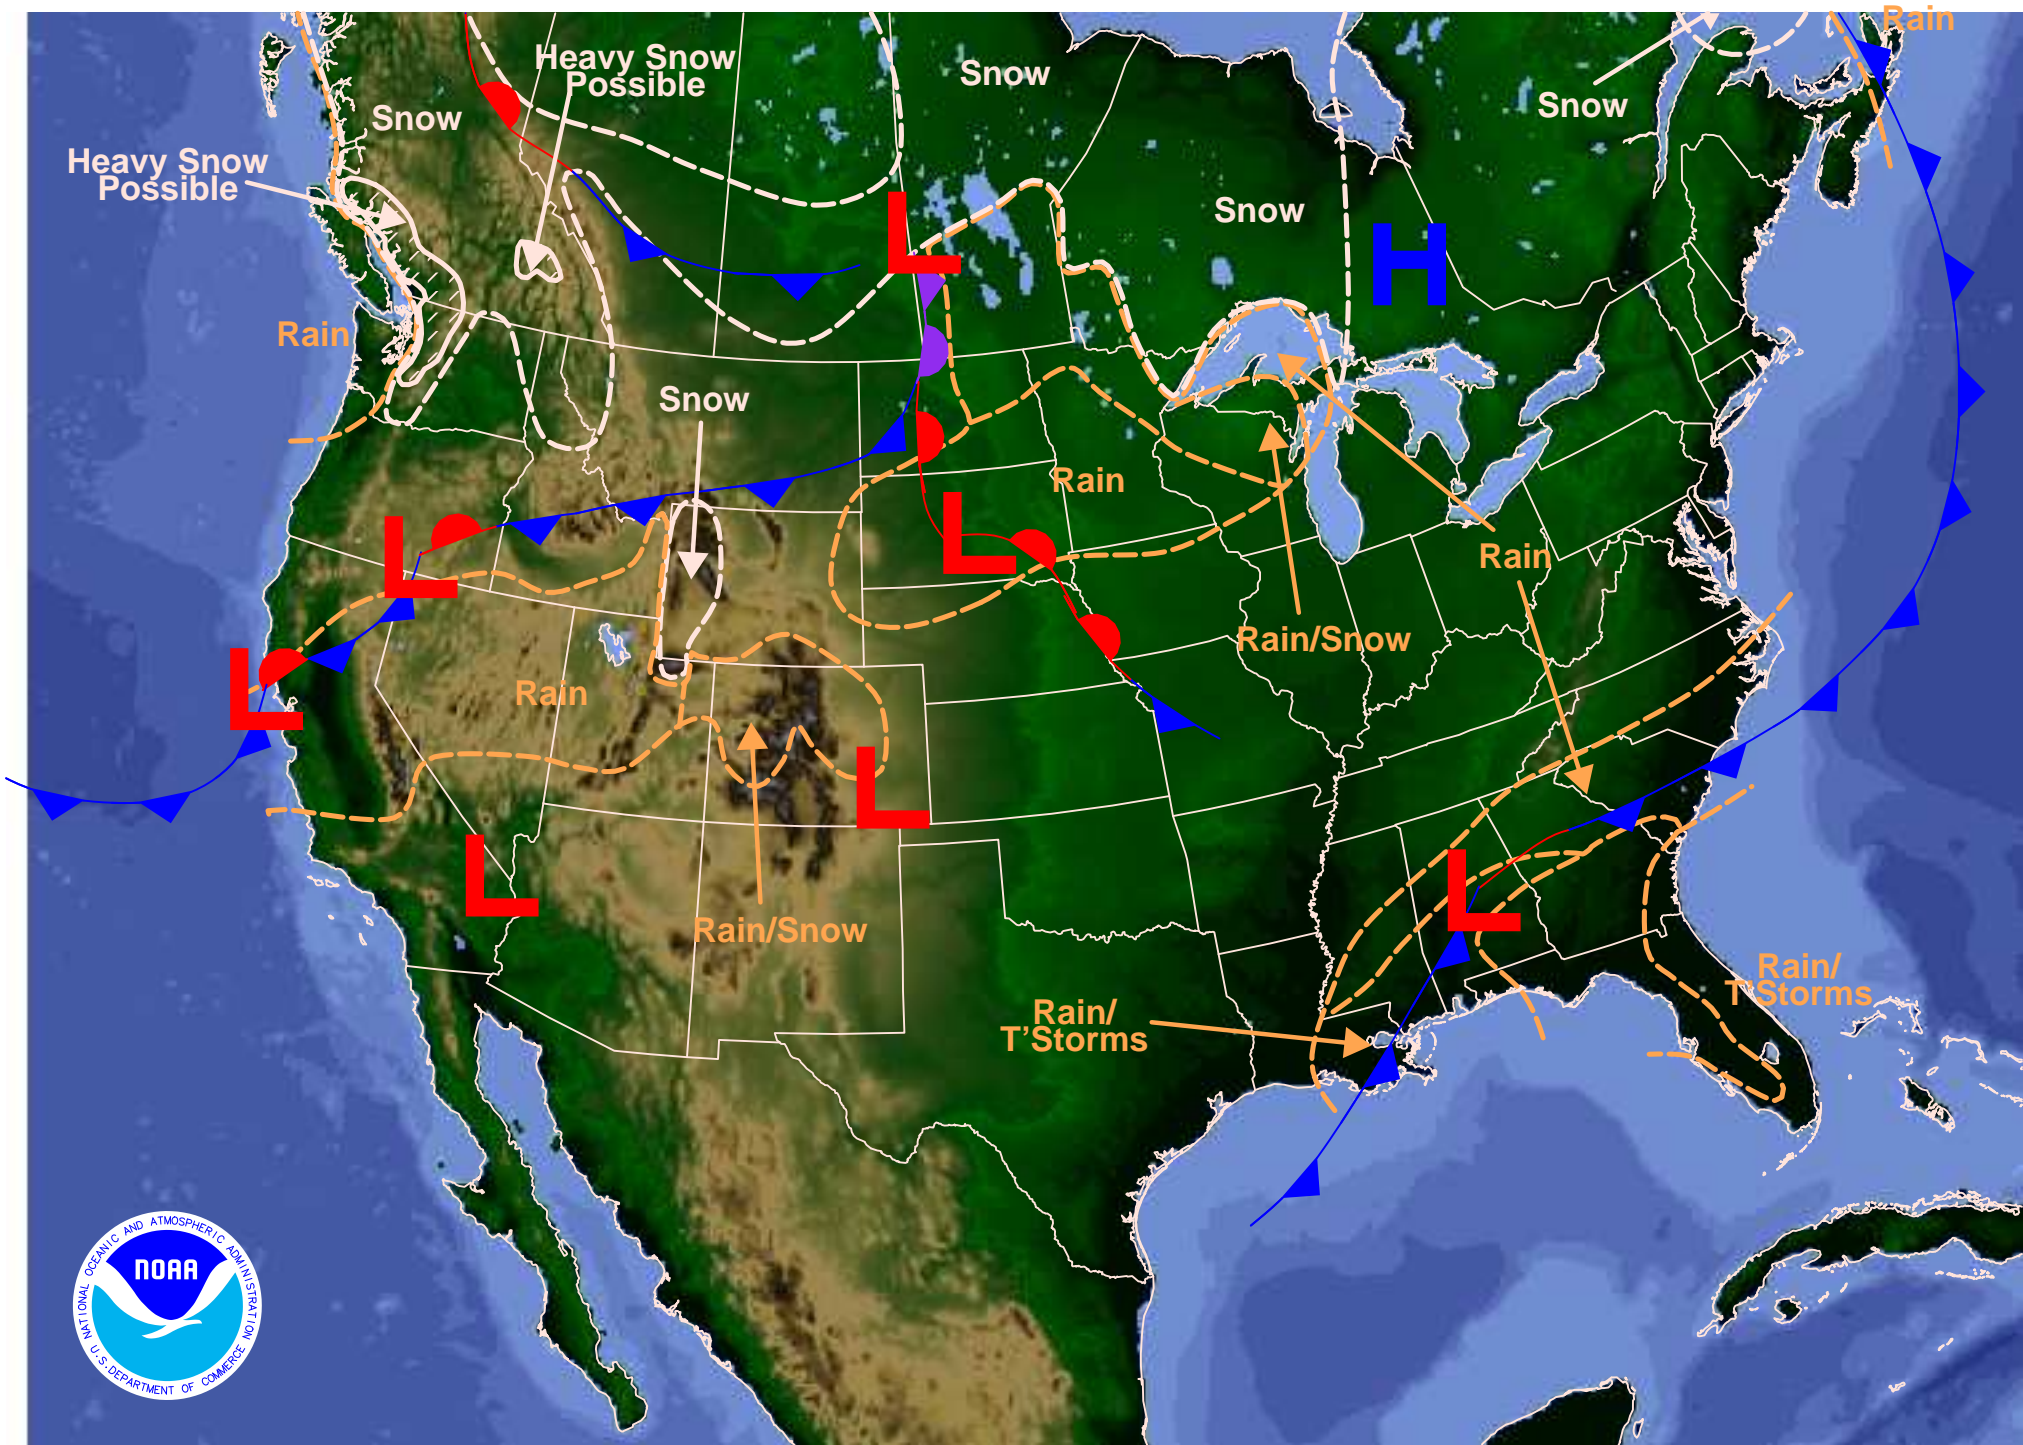 Rain
Heavy Snow
Possible
Snow
Snow
Snow
Heavy Snow
Possible
Snow
L
H
Rain
Snow
Rain
L
L
Rain
Rain/Snow
L
Rain
L
L
L
Rain/Snow
Rain/
T'Storms
Rain/
T'Storms
NATIONAL OCEANIC AND ATMOSPHERIC ADMINISTRATION
NOAA
U.S. DEPARTMENT OF COMMERCE